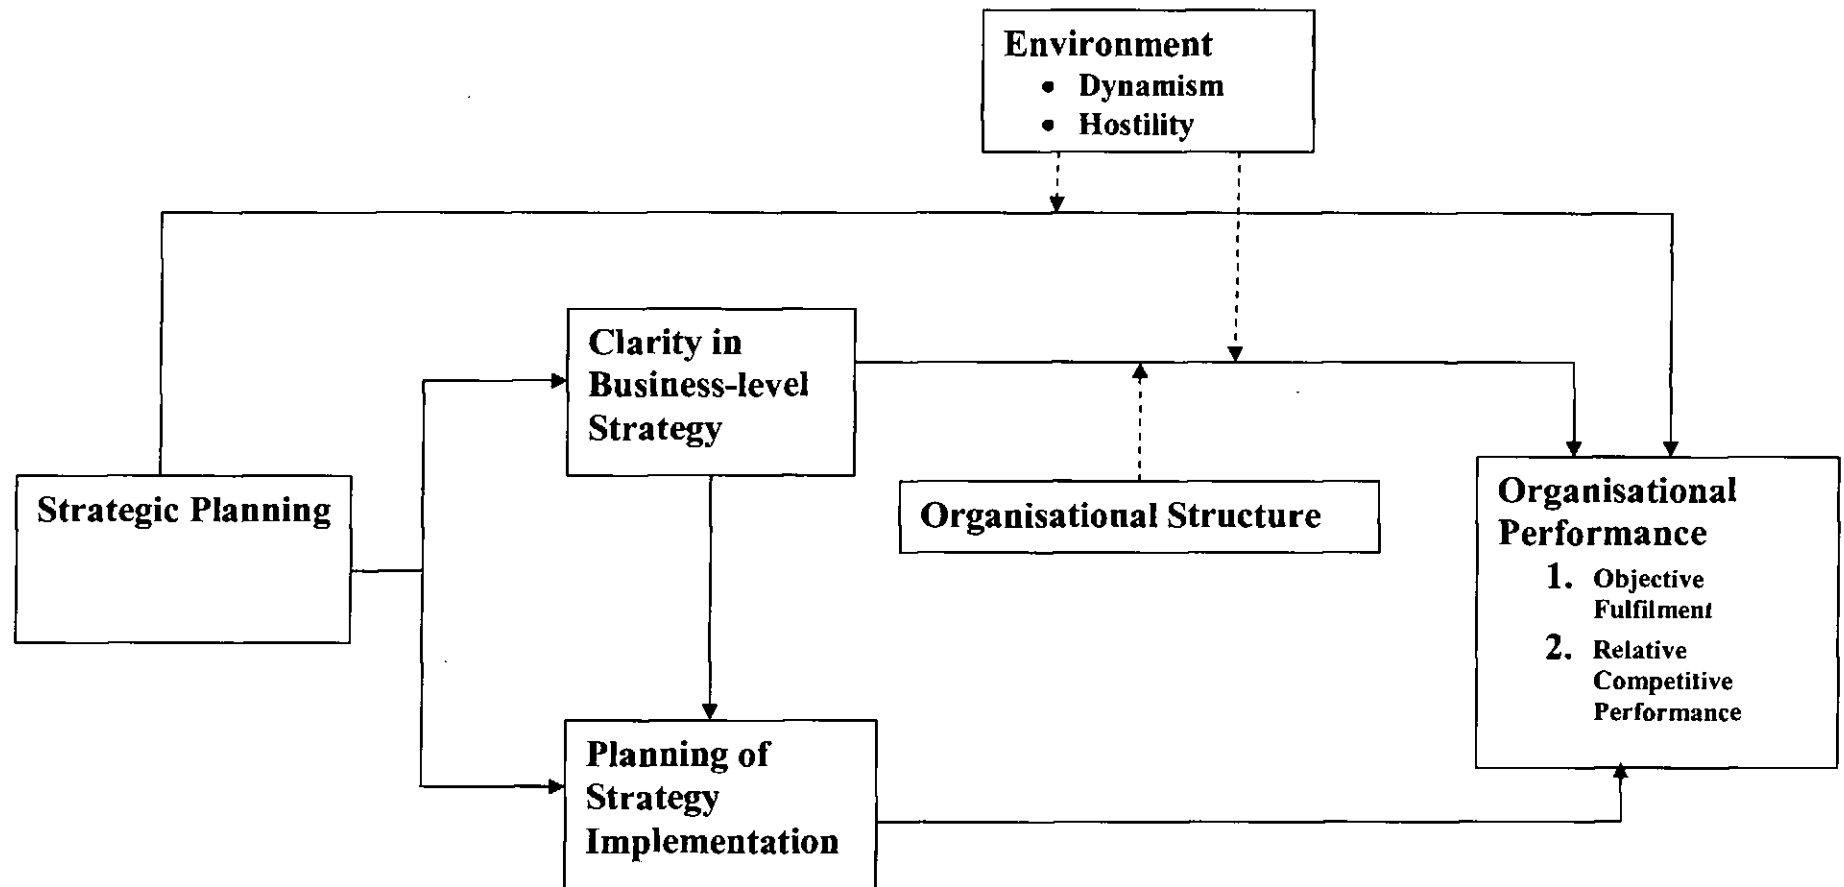 Environment
• Dynamism
• Hostility
Clarity in
Business-level
Strategy
Strategic Planning
Organisational Structure
Organisational
Performance
1. Objective
Fulfilment
2. Relative
Competitive
Performance
Planning of
Strategy
Implementation